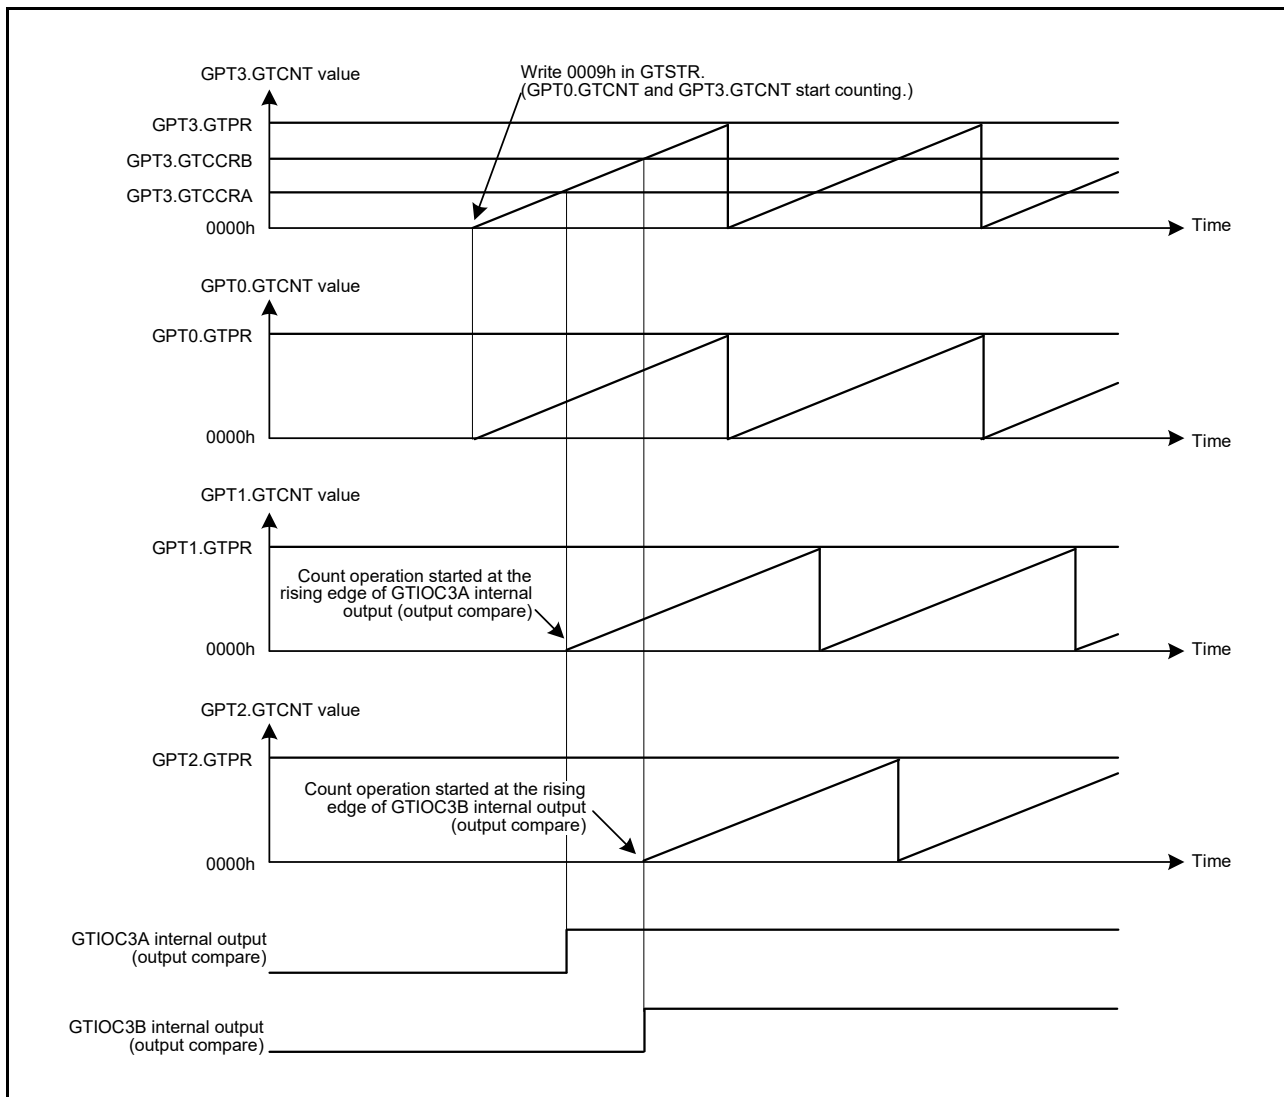 GPT3.GTCNT value
Write 0009h in GTSTR.
(GPT0.GTCNT and GPT3.GTCNT start counting.)
GPT3.GTPR
GPT3.GTCCRB
GPT3.GTCCRA
0000h
Time
GPT0.GTCNT value
GPT0.GTPR
0000h
Time
GPT1.GTCNT value
GPT1.GTPR
Count operation started at the
rising edge of GTIOC3A internal
output (output compare)
0000h
Time
GPT2.GTCNT value
GPT2.GTPR
Count operation started at the rising
edge of GTIOC3B internal output
(output compare)
0000h
Time
GTIOC3A internal output
(output compare)
GTIOC3B internal output
(output compare)